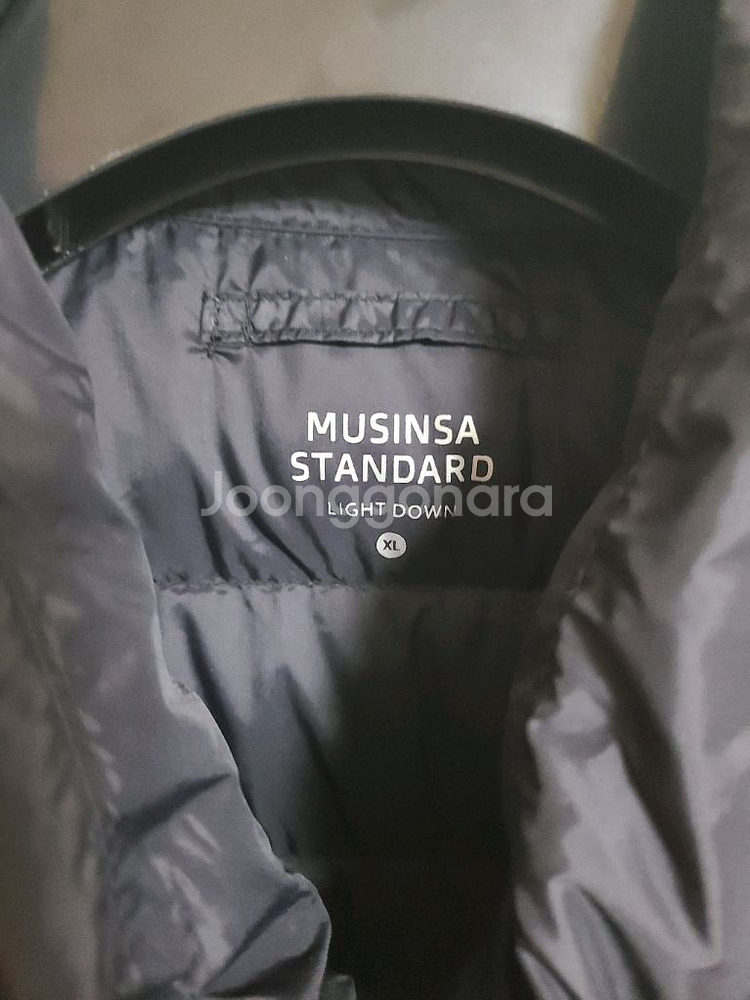 MUSINSA
STANDARD
Joonggonara
LIGHT DOWN
XL